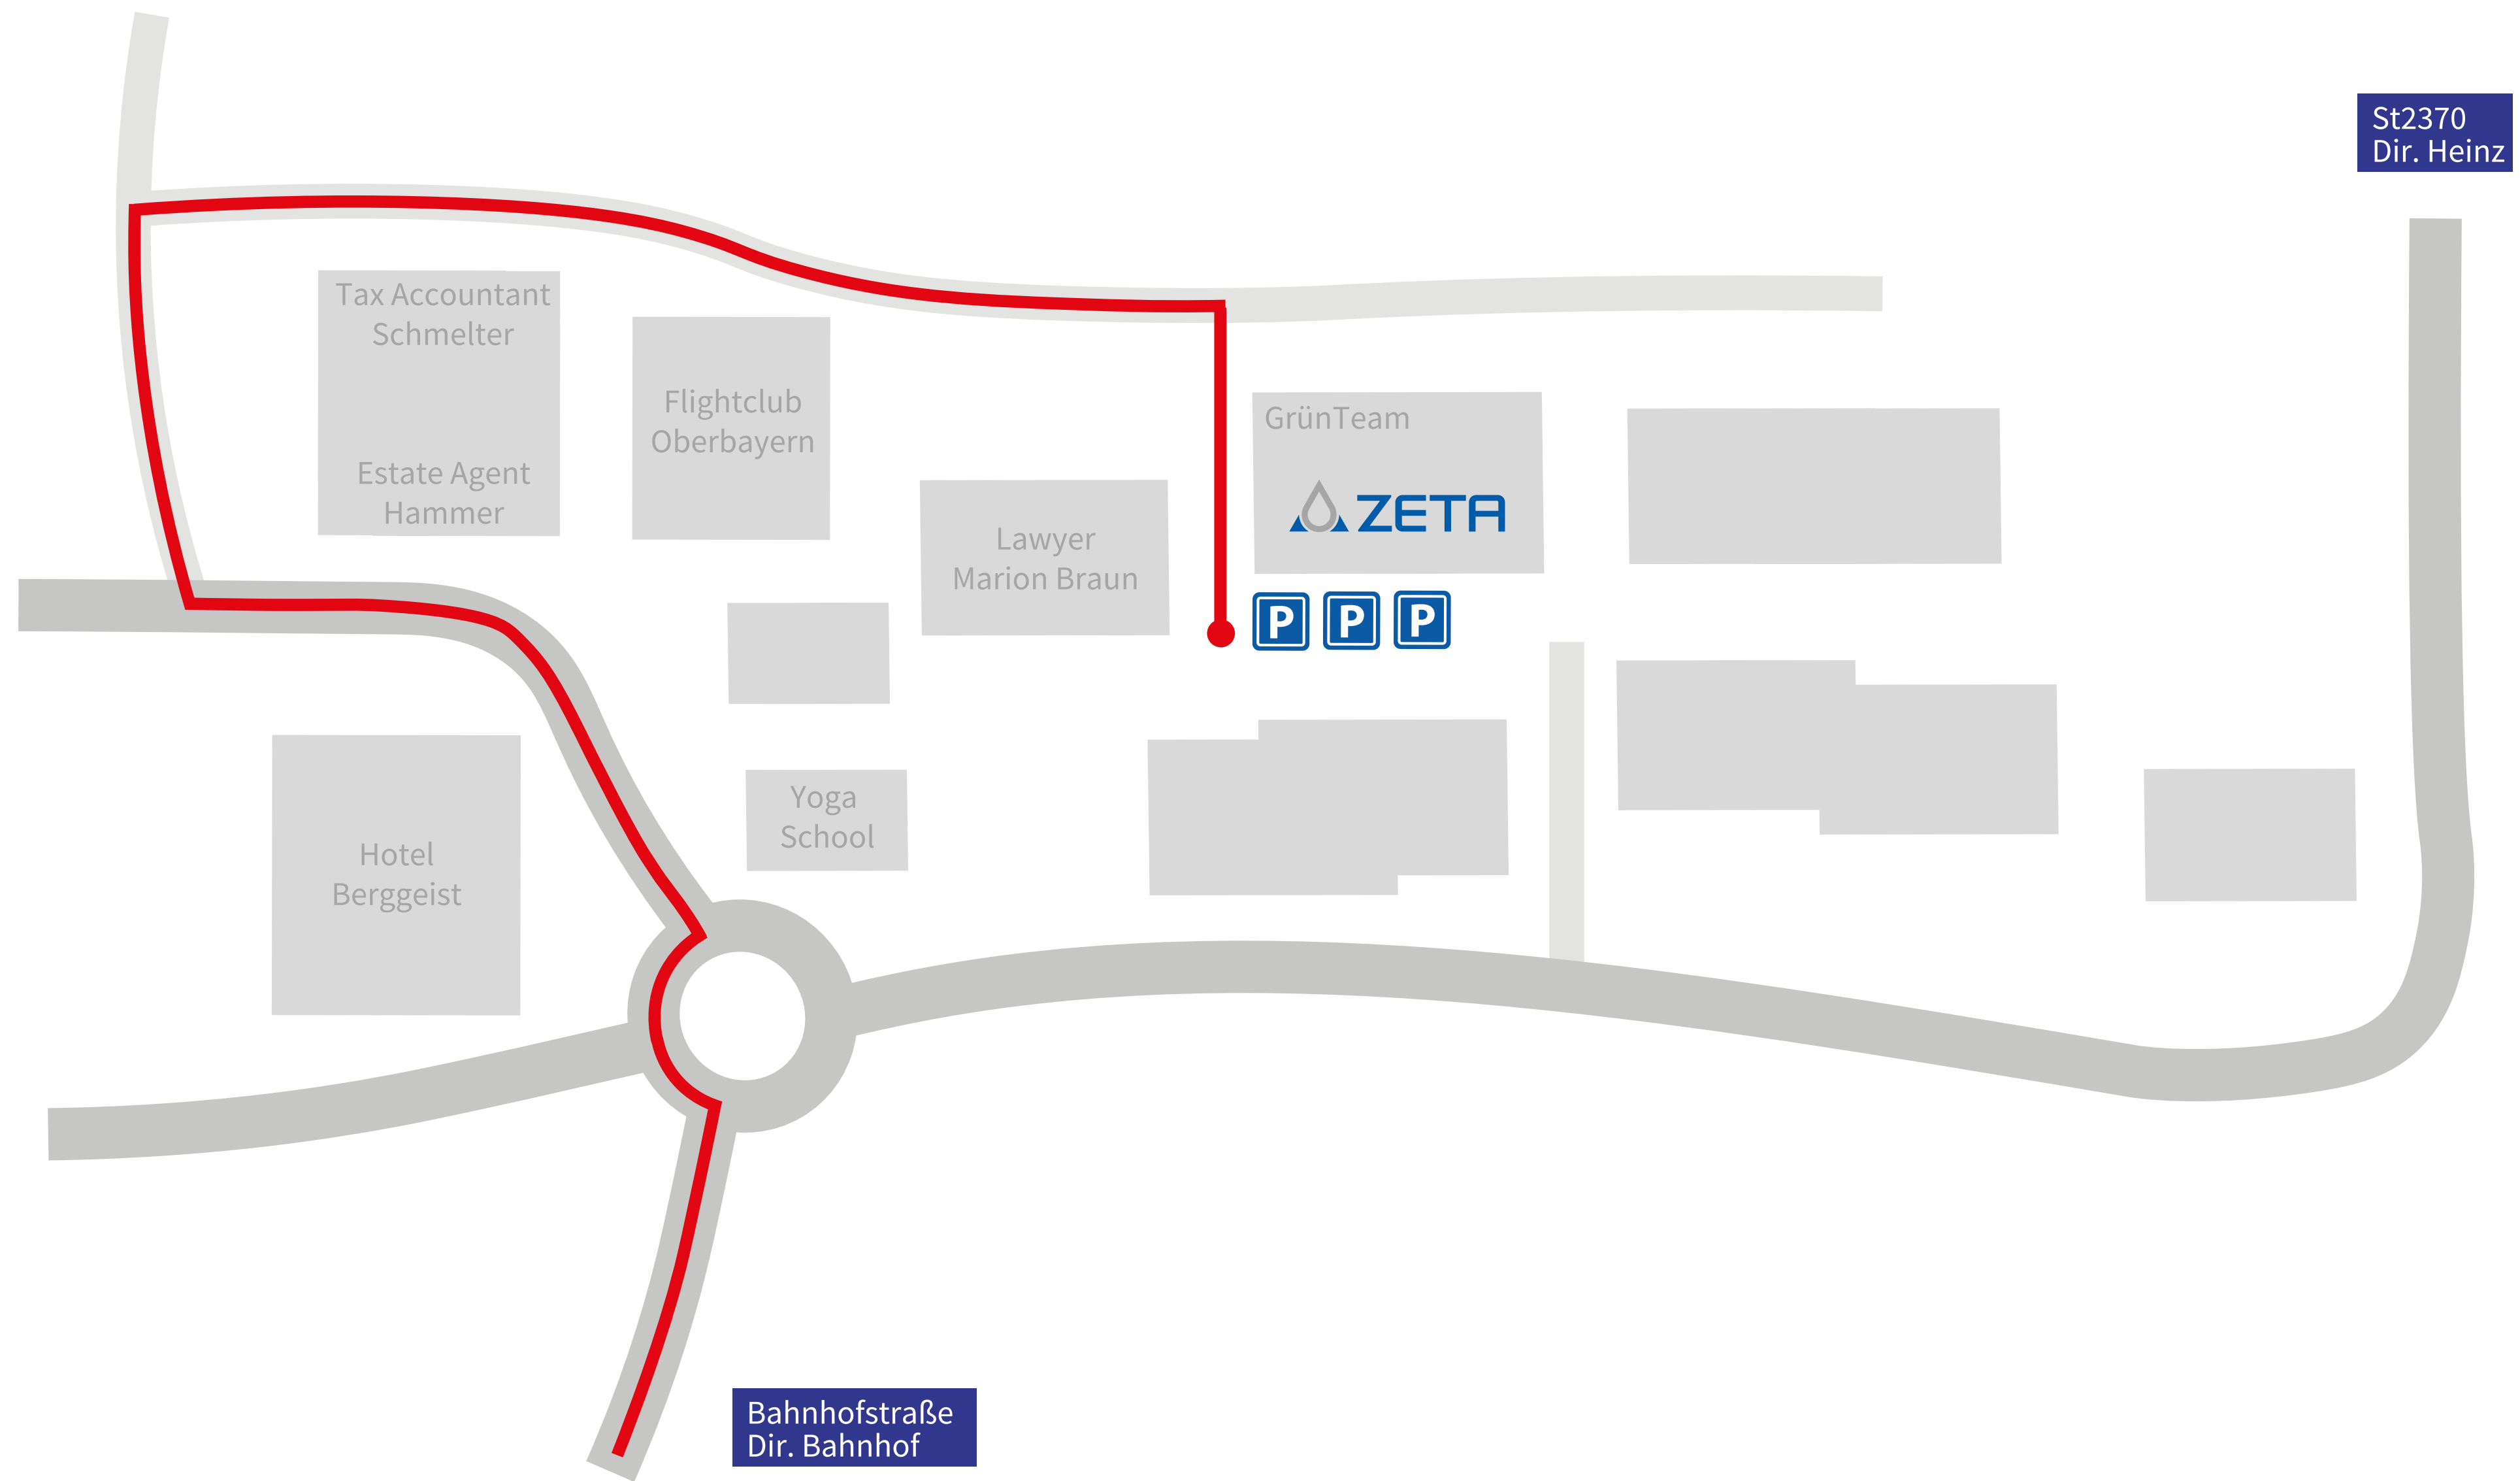 St2370
Dir. Heinz
Tax Accountant
Schmelter
Estate Agent
Hammer
Flightclub
Oberbayern
Lawyer
Marion Braun
GrünTeam
ZETA
P P P
Yoga
School
Hotel
Berggeist
Bahnhofstraße
Dir. Bahnhof